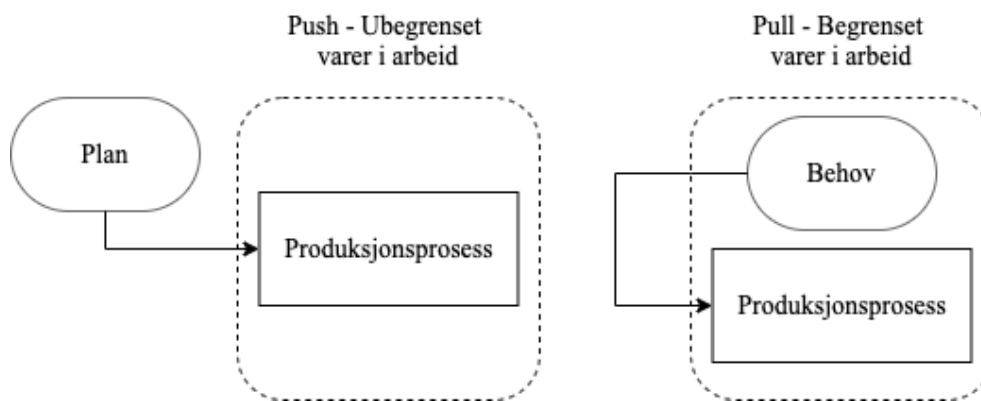 Push - Ubegrenset
varer i arbeid
Plan
Produksjonsprosess
Pull - Begrenset
varer i arbeid
Behov
Produksjonsprosess